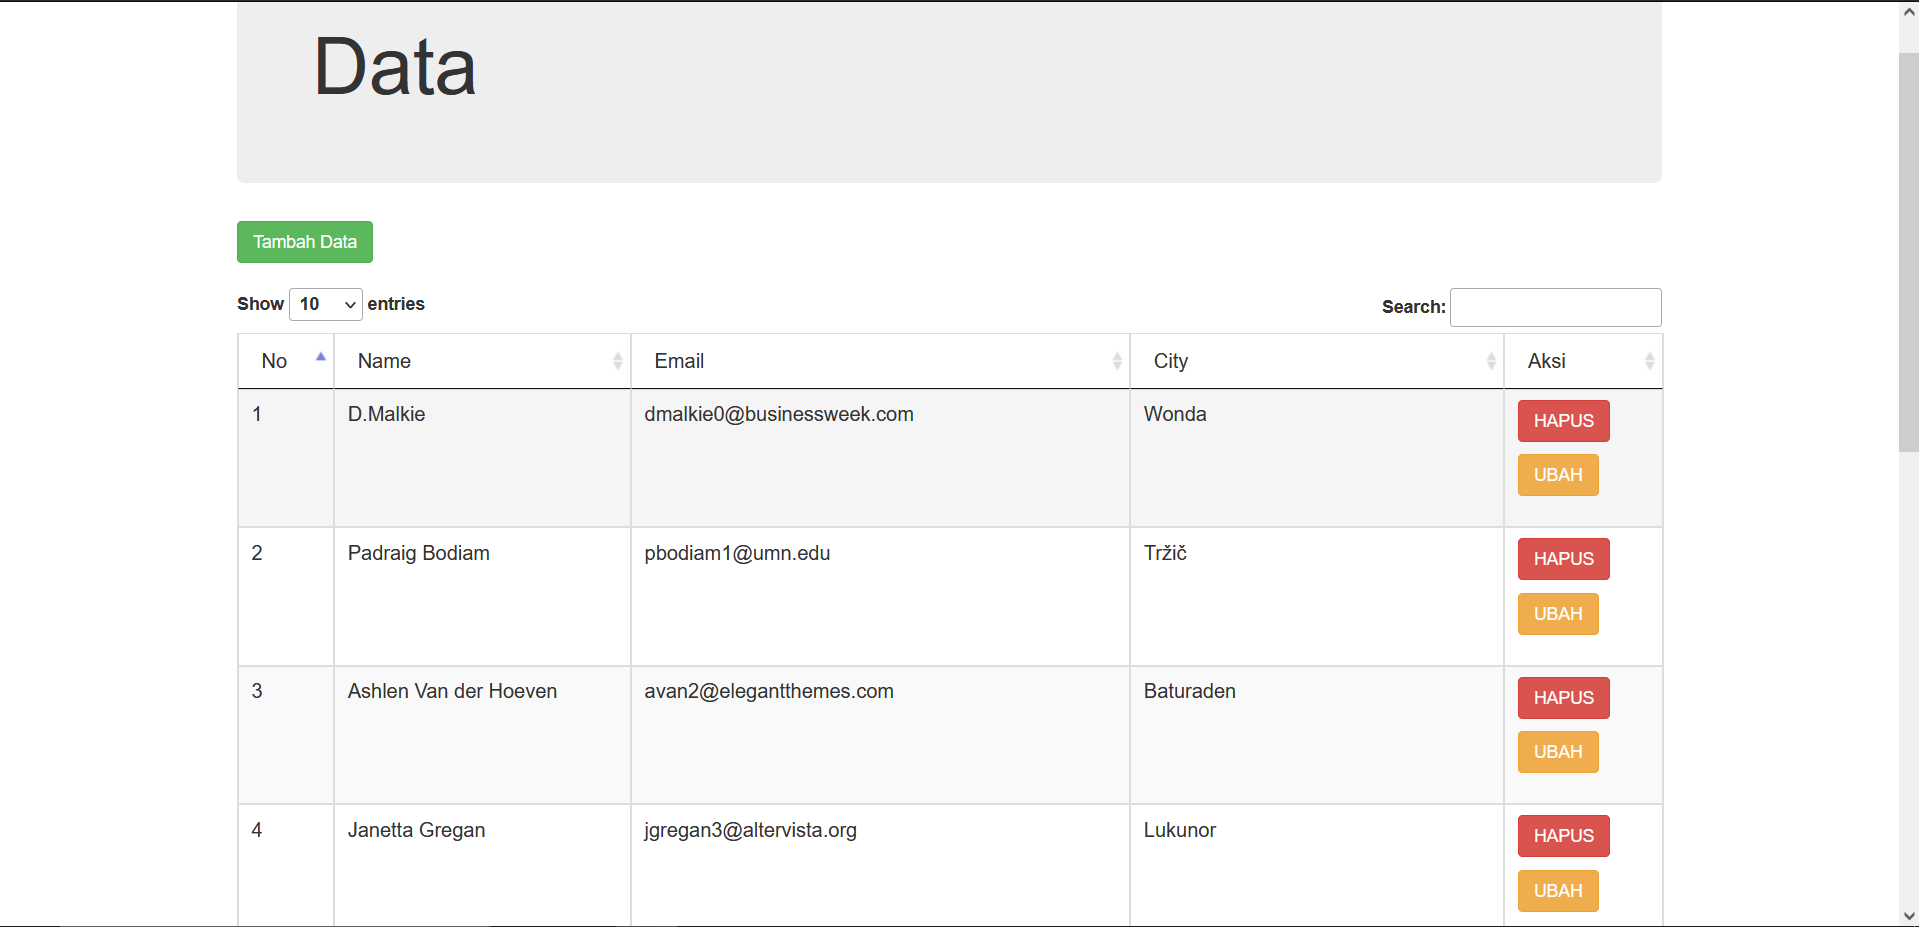 Data
Tambah Data
Show 10 entries
Search:
No Name Email City Aksi
1 D.Malkie dmalkie0@businessweek.com Wonda HAPUS
UBAH
2 Padraig Bodiam pbodiam1@umn.edu Tržič HAPUS
UBAH
3 Ashlen Van der Hoeven avan2@elegantthemes.com Baturaden HAPUS
UBAH
4 Janetta Gregan jgregan3@altervista.org Lukunor HAPUS
UBAH